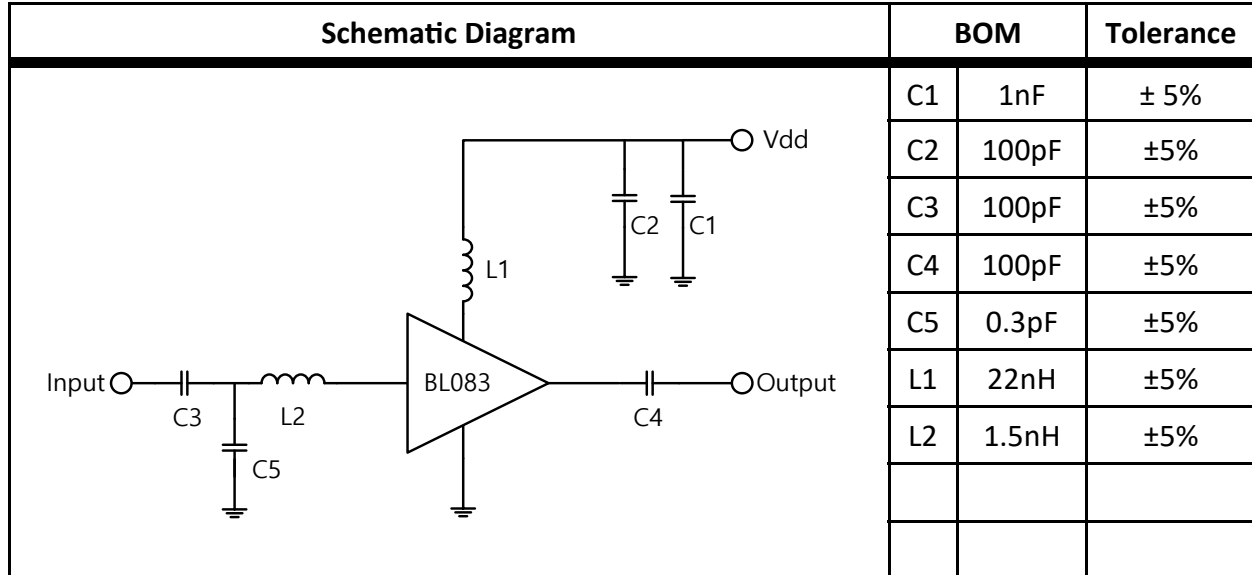 Schematic Diagram BOM Tolerance
C1 1nF ± 5%
C2 100pF ±5%
C3 100pF ±5%
C4 100pF ±5%
C5 0.3pF ±5%
L1 22nH ±5%
L2 1.5nH ±5%
Vdd
C2 C1
L1
Input BL083 Output
C3 L2 C4
C5